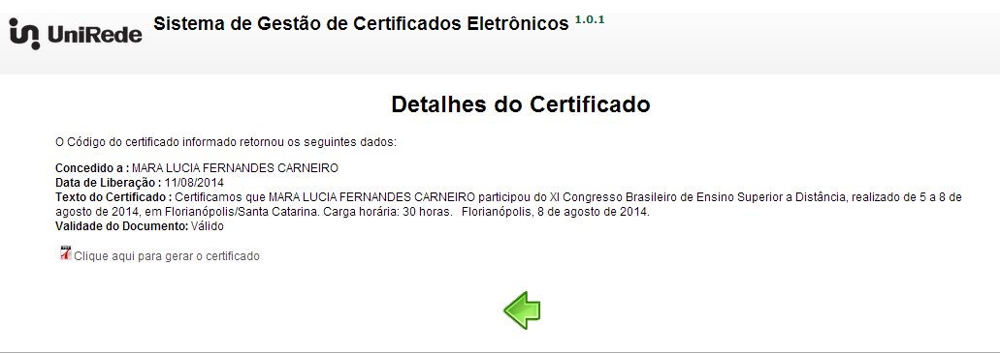 UniRede
Sistema de Gestão de Certificados Eletrônicos 1.0.1
Detalhes do Certificado
O Código do certificado informado retornou os seguintes dados:
Concedido a : MARA LUCIA FERNANDES CARNEIRO
Data de Liberação : 11/08/2014
Texto do Certificado : Certificamos que MARA LUCIA FERNANDES CARNEIRO participou do XI Congresso Brasileiro de Ensino Superior a Distância, realizado de 5 a 8 de
agosto de 2014, em Florianópolis/Santa Catarina. Carga horária: 30 horas.   Florianópolis, 8 de agosto de 2014.
Validade do Documento: Válido
Clique aqui para gerar o certificado